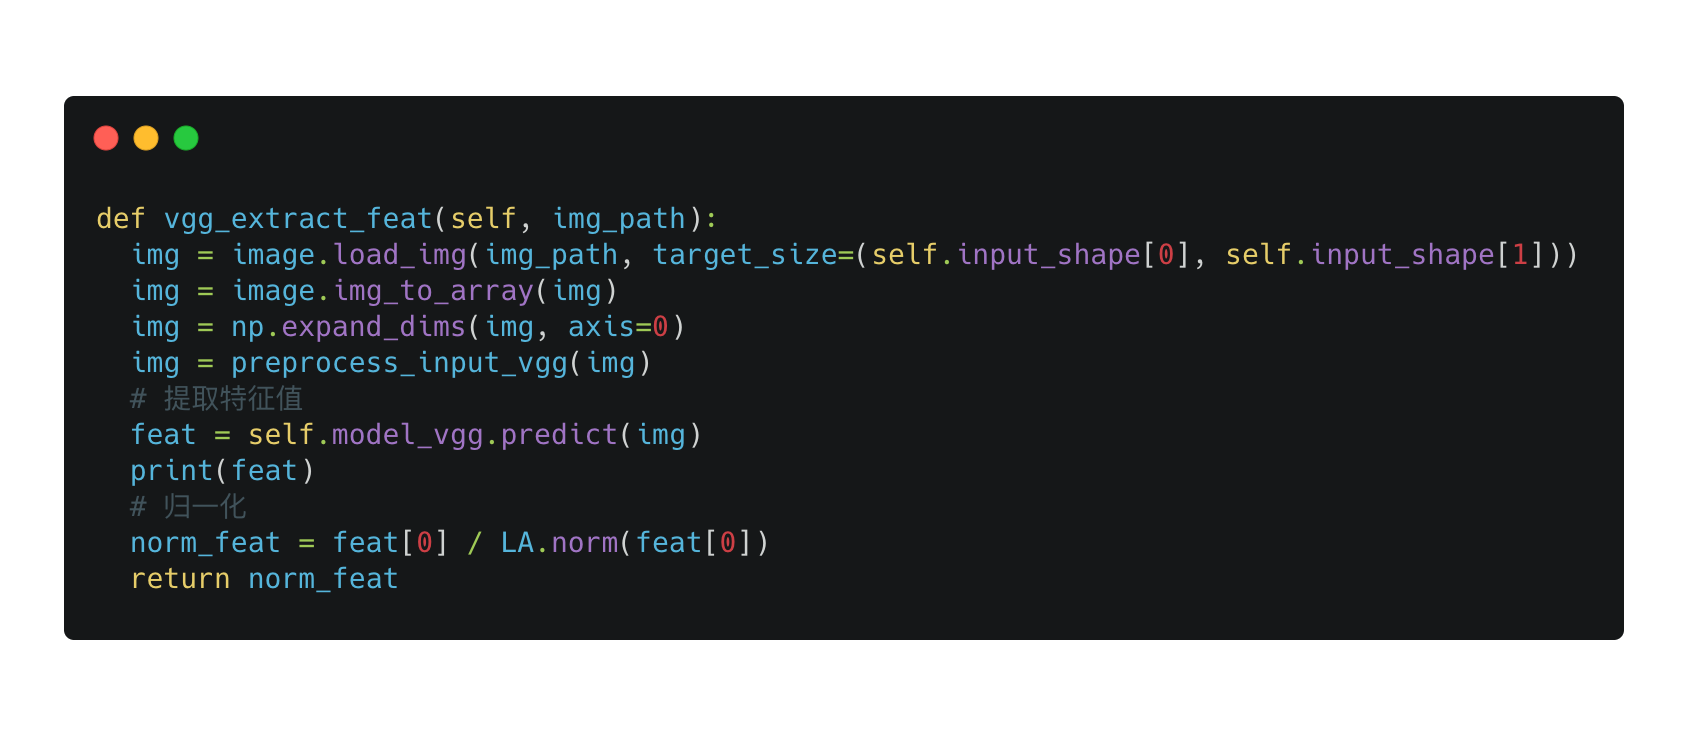 def vgg_extract_feat(self, img_path):
  img = image.load_img(img_path, target_size=(self.input_shape[0], self.input_shape[1]))
  img = image.img_to_array(img)
  img = np.expand_dims(img, axis=0)
  img = preprocess_input_vgg(img)
  # 提取特征值
  feat = self.model_vgg.predict(img)
  print(feat)
  # 归一化
  norm_feat = feat[0] / LA.norm(feat[0])
  return norm_feat